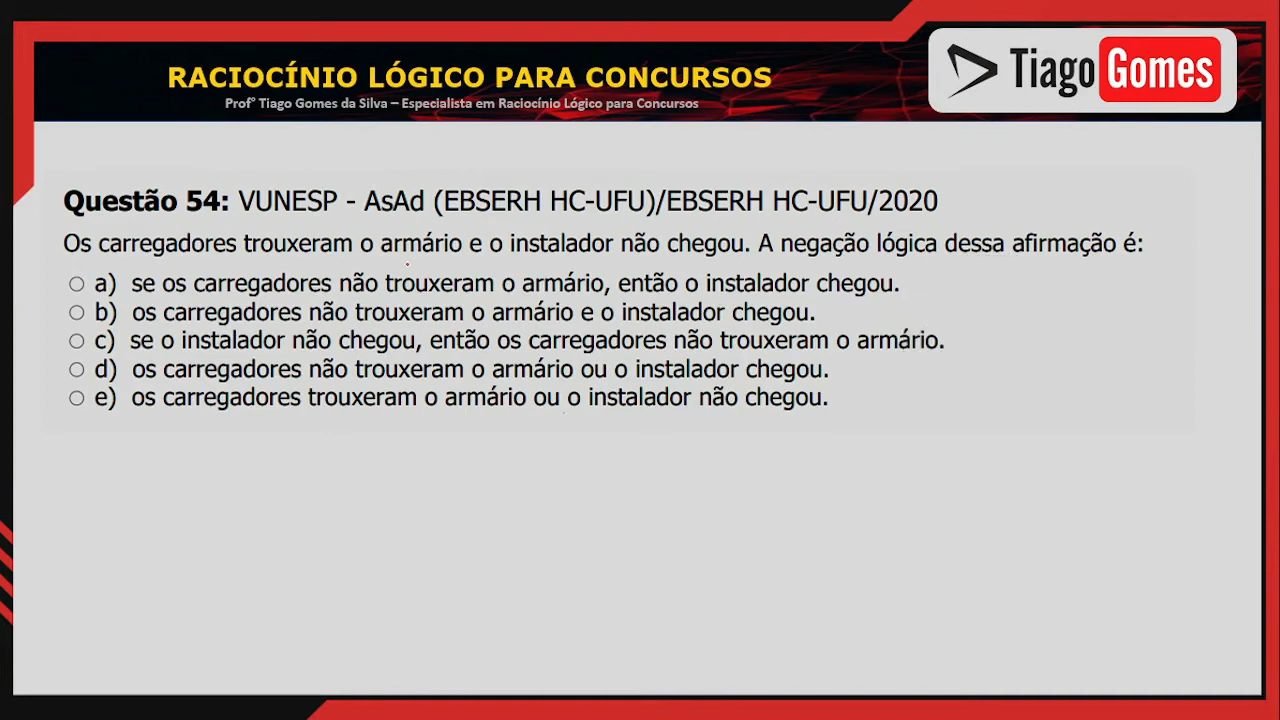 RACIOCÍNIO LÓGICO PARA CONCURSOS
Prof° Tiago Gomes da Silva – Especialista em Raciocínio Lógico para Concursos
Tiago Gomes
Questão 54: VUNESP - AsAd (EBSERH HC-UFU)/EBSERH HC-UFU/2020
Os carregadores trouxeram o armário e o instalador não chegou. A negação lógica dessa afirmação é:
a) se os carregadores não trouxeram o armário, então o instalador chegou.
b) os carregadores não trouxeram o armário e o instalador chegou.
c) se o instalador não chegou, então os carregadores não trouxeram o armário.
d) os carregadores não trouxeram o armário ou o instalador chegou.
e) os carregadores trouxeram o armário ou o instalador não chegou.